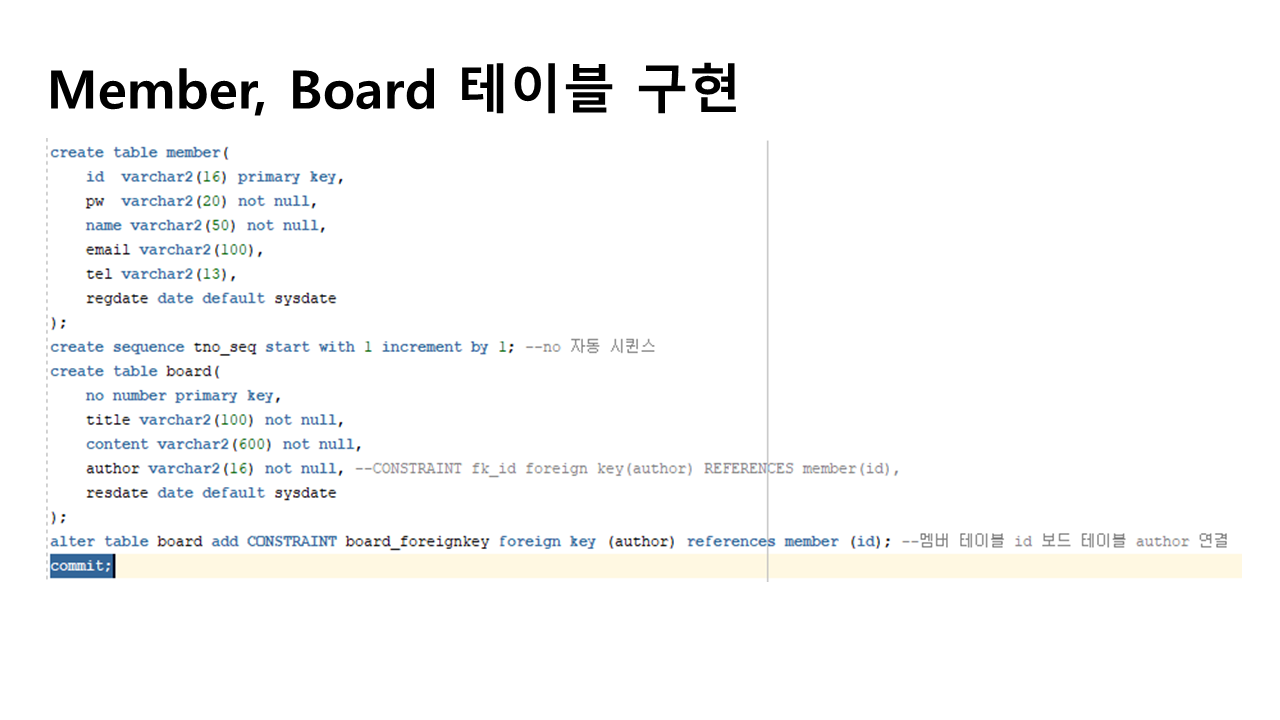 Member, Board 테이블 구현
create table member(
    id  varchar2(16) primary key,
    pw  varchar2(20) not null,
    name varchar2(50) not null,
    email varchar2(100),
    tel varchar2(13),
    regdate date default sysdate
);
create sequence tno_seq start with 1 increment by 1; --no 자동 시퀀스
create table board(
    no number primary key,
    title varchar2(100) not null,
    content varchar2(600) not null,
    author varchar2(16) not null, --CONSTRAINT fk_id foreign key(author) REFERENCES member(id),
    resdate date default sysdate
);
alter table board add CONSTRAINT board_foreignkey foreign key (author) references member (id); --멤버 테이블 id 보드 테이블 author 연결
commit;